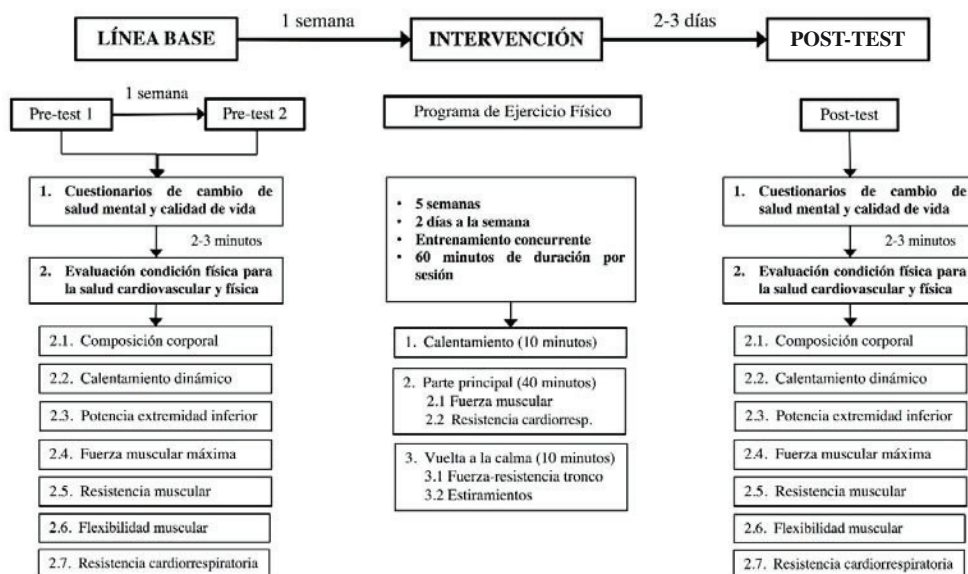 LÍNEA BASE
1 semana
INTERVENCIÓN
2-3 días
POST-TEST
Pre-test 1
1 semana
Pre-test 2
1. Cuestionarios de cambio de
salud mental y calidad de vida
2-3 minutos
2. Evaluación condición física para
la salud cardiovascular y física
2.1. Composición corporal
2.2. Calentamiento dinámico
2.3. Potencia extremidad inferior
2.4. Fuerza muscular máxima
2.5. Resistencia muscular
2.6. Flexibilidad muscular
2.7. Resistencia cardiorrespiratoria
Programa de Ejercicio Físico
• 5 semanas
• 2 días a la semana
• Entrenamiento concurrente
• 60 minutos de duración por
sesión
1. Calentamiento (10 minutos)
2. Parte principal (40 minutos)
2.1 Fuerza muscular
2.2 Resistencia cardiorresp.
3. Vuelta a la calma (10 minutos)
3.1 Fuerza-resistencia tronco
3.2 Estiramientos
Post-test
1. Cuestionarios de cambio de
salud mental y calidad de vida
2-3 minutos
2. Evaluación condición física para
la salud cardiovascular y física
2.1. Composición corporal
2.2. Calentamiento dinámico
2.3. Potencia extremidad inferior
2.4. Fuerza muscular máxima
2.5. Resistencia muscular
2.6. Flexibilidad muscular
2.7. Resistencia cardiorrespiratoria